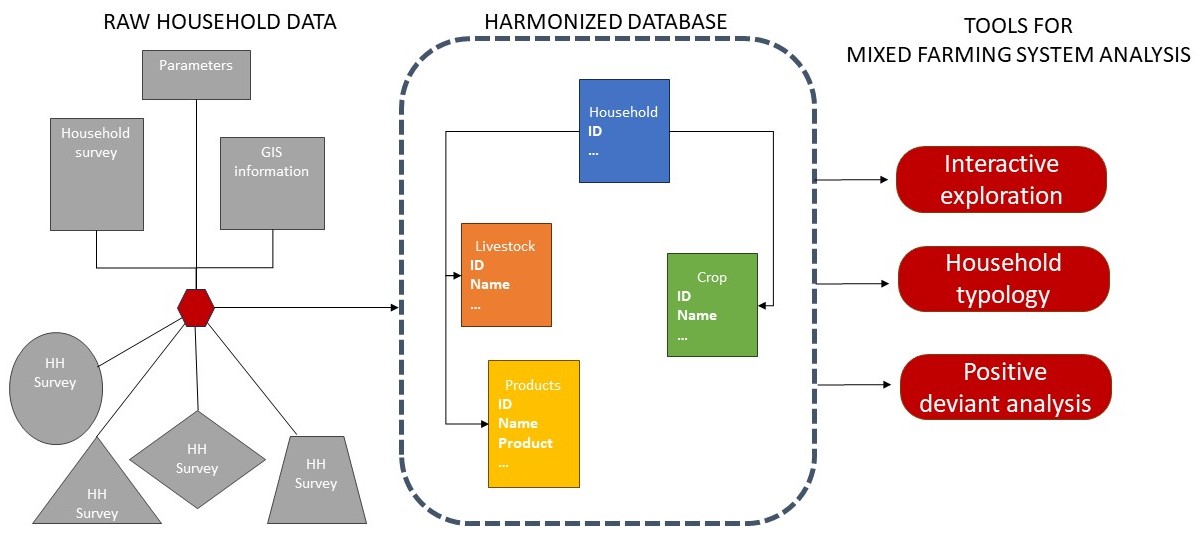 RAW HOUSEHOLD DATA
Parameters
Household
survey
GIS
information
HH
Survey
HH
Survey
HH
Survey
HH
Survey
HARMONIZED DATABASE
Household
ID
...
Livestock
ID
Name
...
Crop
ID
Name
...
Products
ID
Name
Product
...
TOOLS FOR
MIXED FARMING SYSTEM ANALYSIS
Interactive
exploration
Household
typology
Positive
deviant analysis